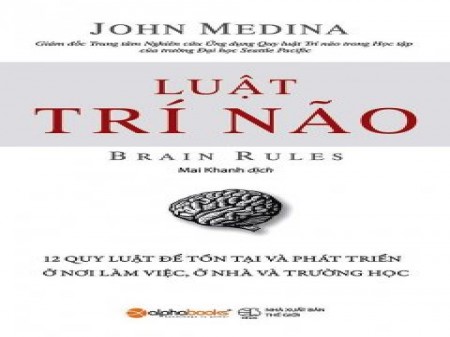 JOHN MEDINA
Giám đốc Trung tâm Nghiên cứu Ứng dụng Quy luật Trí não trong Học tập
của trường Đại học Seattle Pacific
LUẬT
TRÍ NÃO
BRAIN RULES
Mai Khanh dịch
12 QUY LUẬT ĐỂ TỒN TẠI VÀ PHÁT TRIỂN
Ở NƠI LÀM VIỆC, Ở NHÀ VÀ TRƯỜNG HỌC
alphabooks
NHÀ XUẤT BẢN
THẾ GIỚI